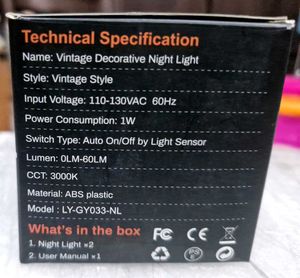 Technical Specification
Name: Vintage Decorative Night Light
Style: Vintage Style
Input Voltage: 110-130VAC 60Hz
Power Consumption: 1W
Switch Type: Auto On/Off by Light Sensor
Lumen: 0LM-60LM
CCT: 3000K
Material: ABS plastic
Model : LY-GY033-NL
What's in the box
1. Night Light ×2
2. User Manual ×1
FC CE